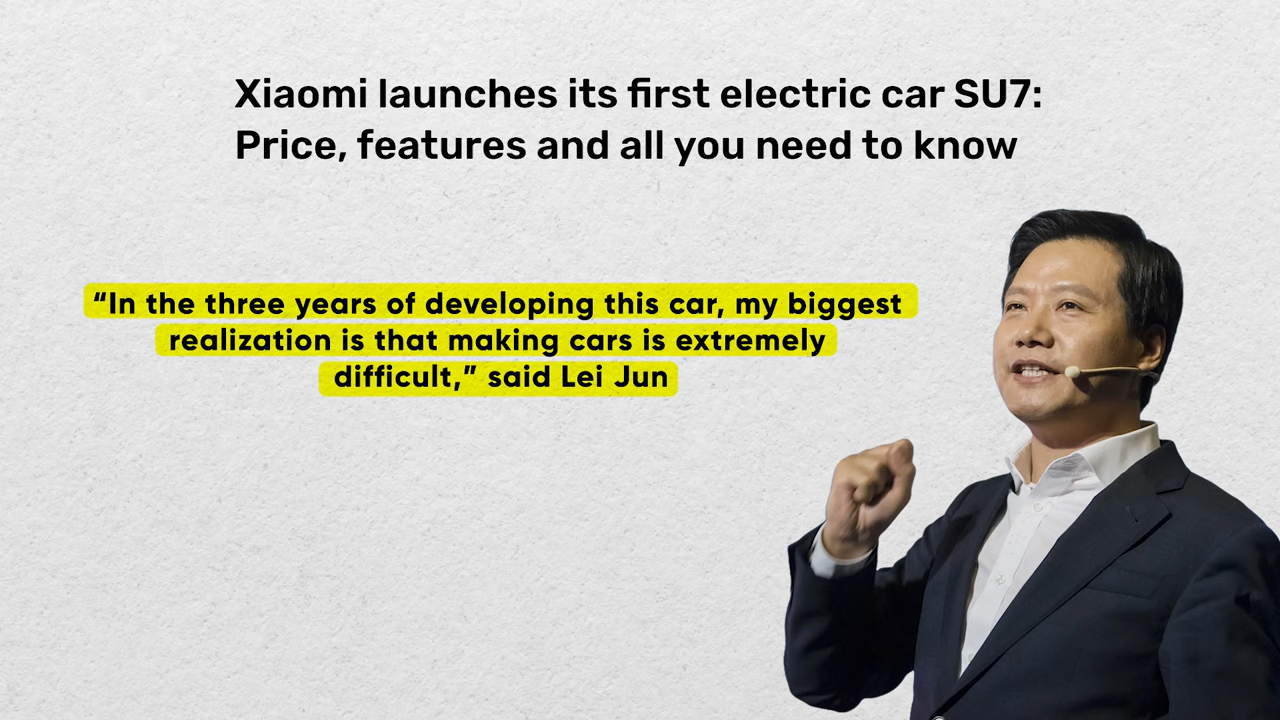 Xiaomi launches its first electric car SU7:
Price, features and all you need to know
“In the three years of developing this car, my biggest
realization is that making cars is extremely
difficult,” said Lei Jun